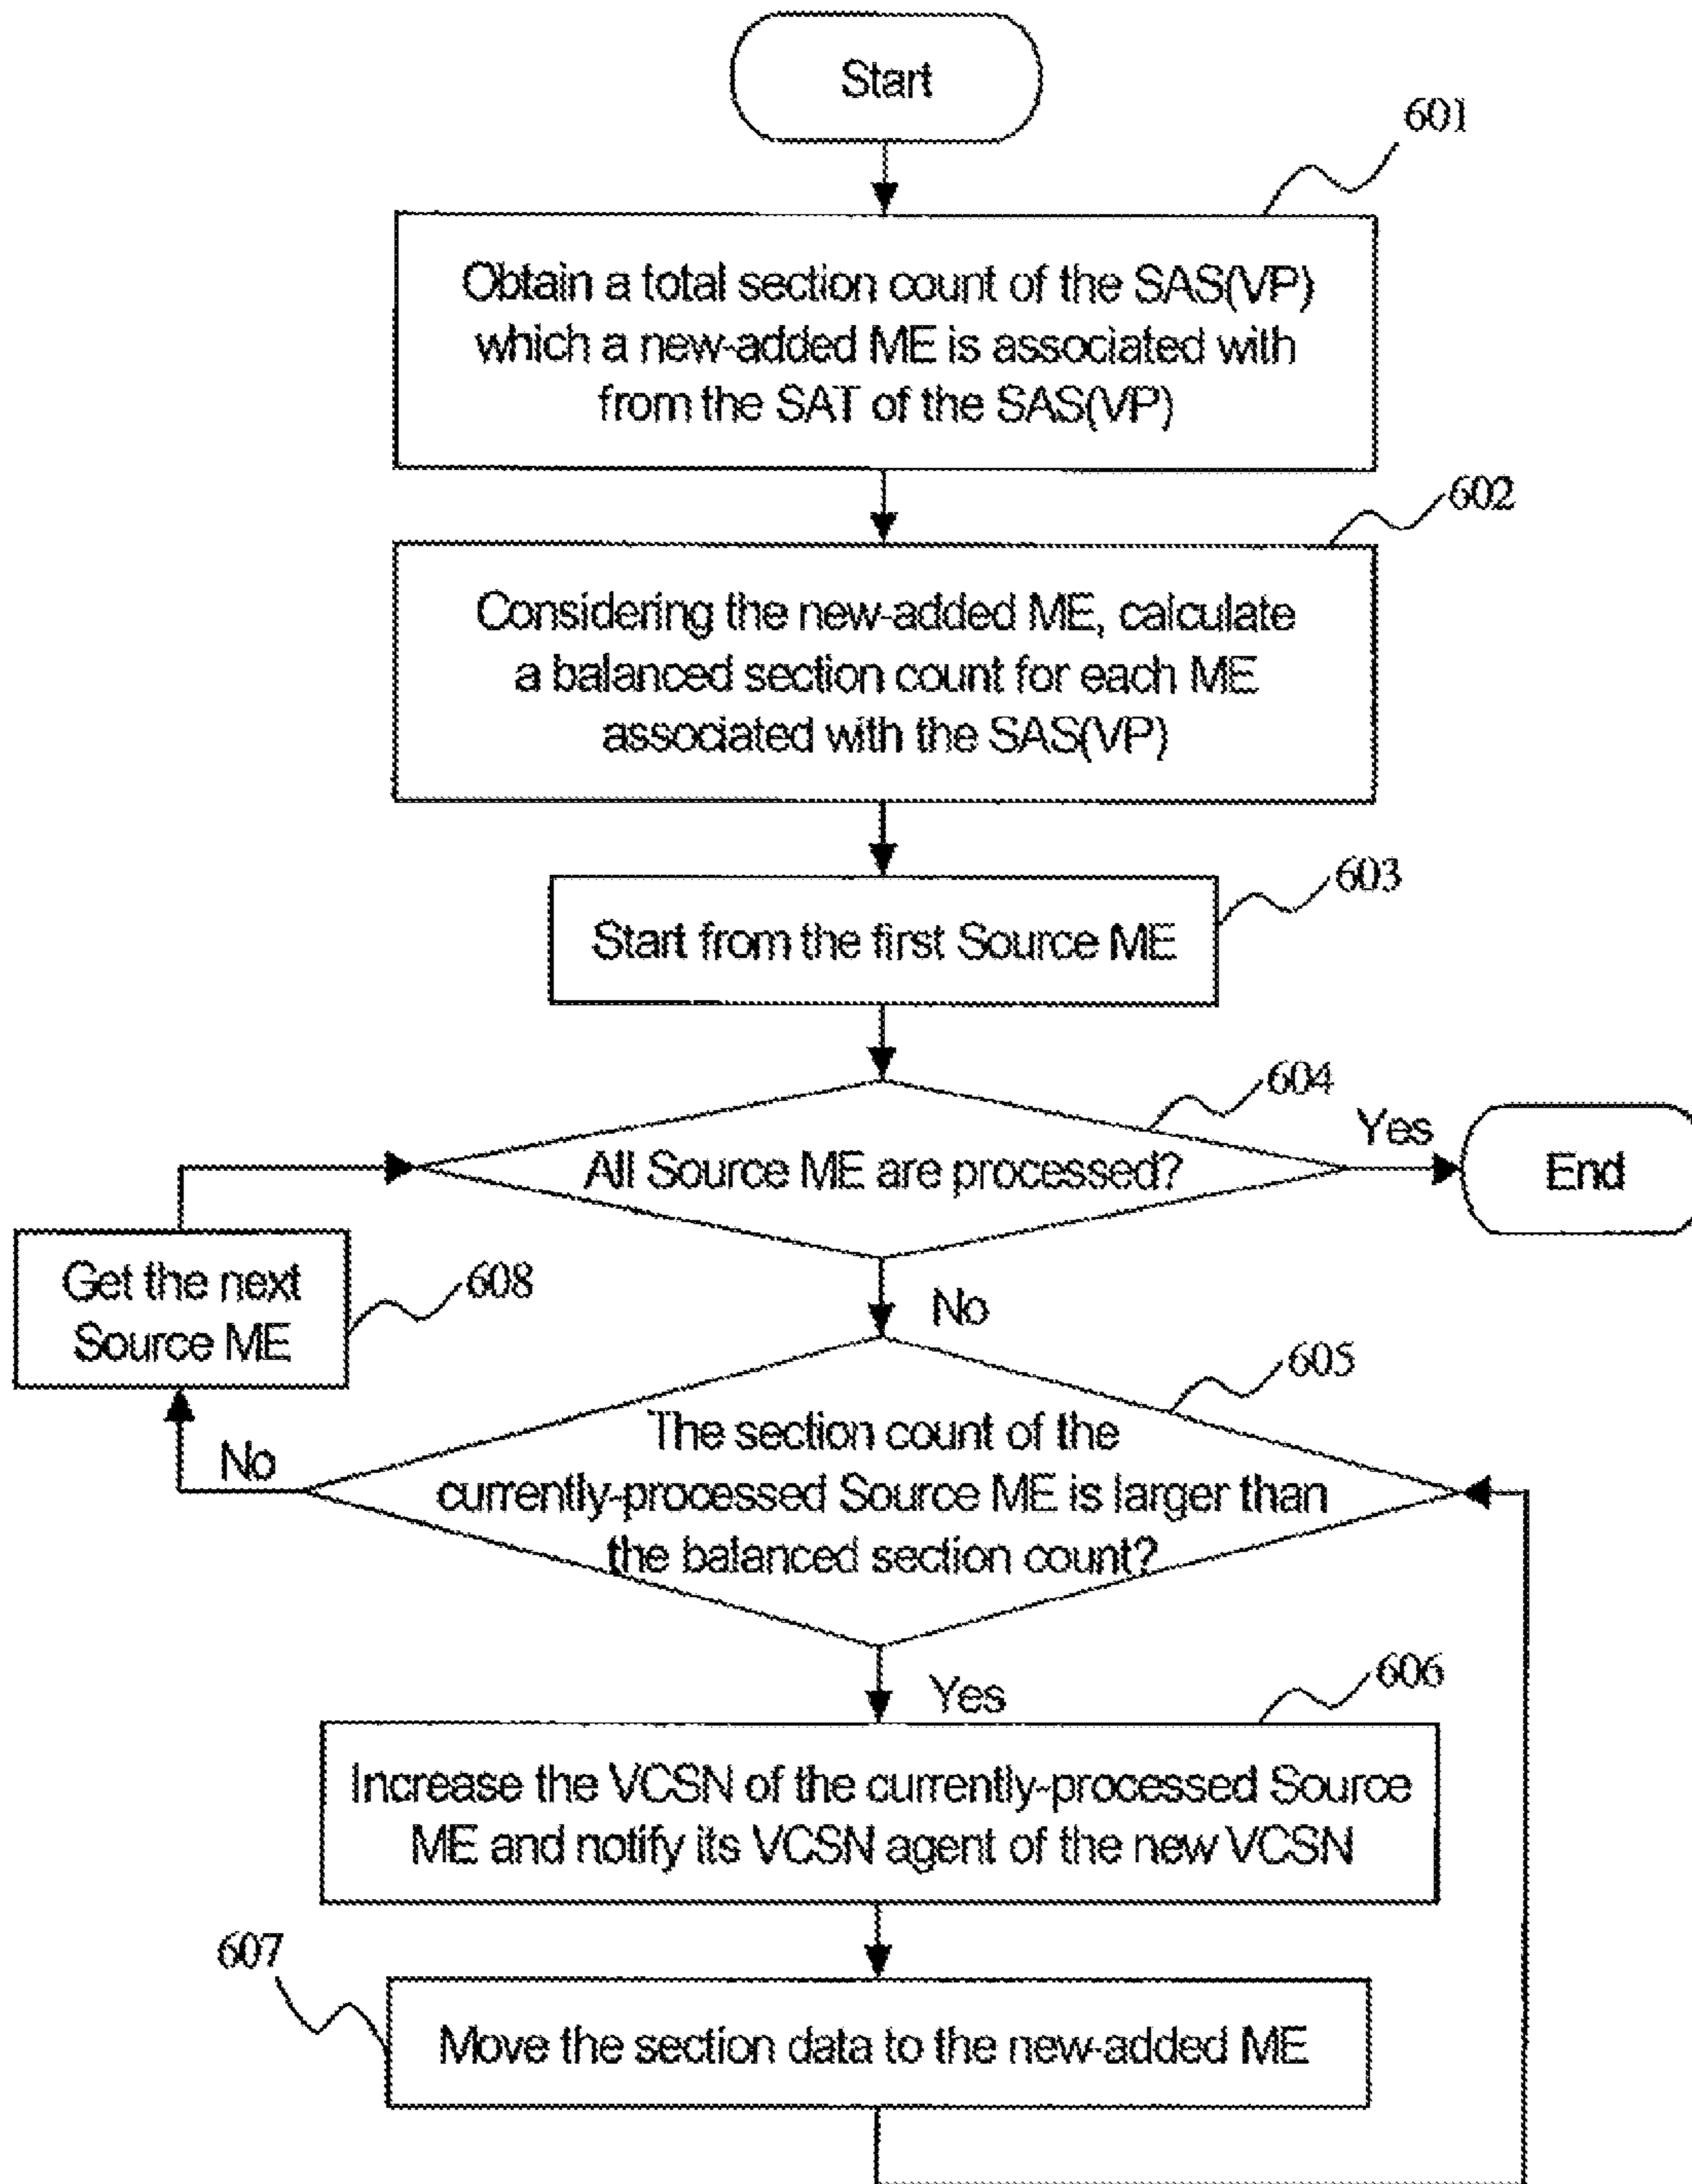 Start
601
Obtain a total section count of the SAS(VP)
which a new-added ME is associated with
from the SAT of the SAS(VP)
602
Considering the new-added ME, calculate
a balanced section count for each ME
associated with the SAS(VP)
603
Start from the first Source ME
604
All Source ME are processed?
Yes
End
Get the next
Source ME
608
No
605
The section count of the
currently-processed Source ME is larger than
the balanced section count?
No
Yes
606
Increase the VCSN of the currently-processed Source
ME and notify its VCSN agent of the new VCSN
607
Move the section data to the new-added ME